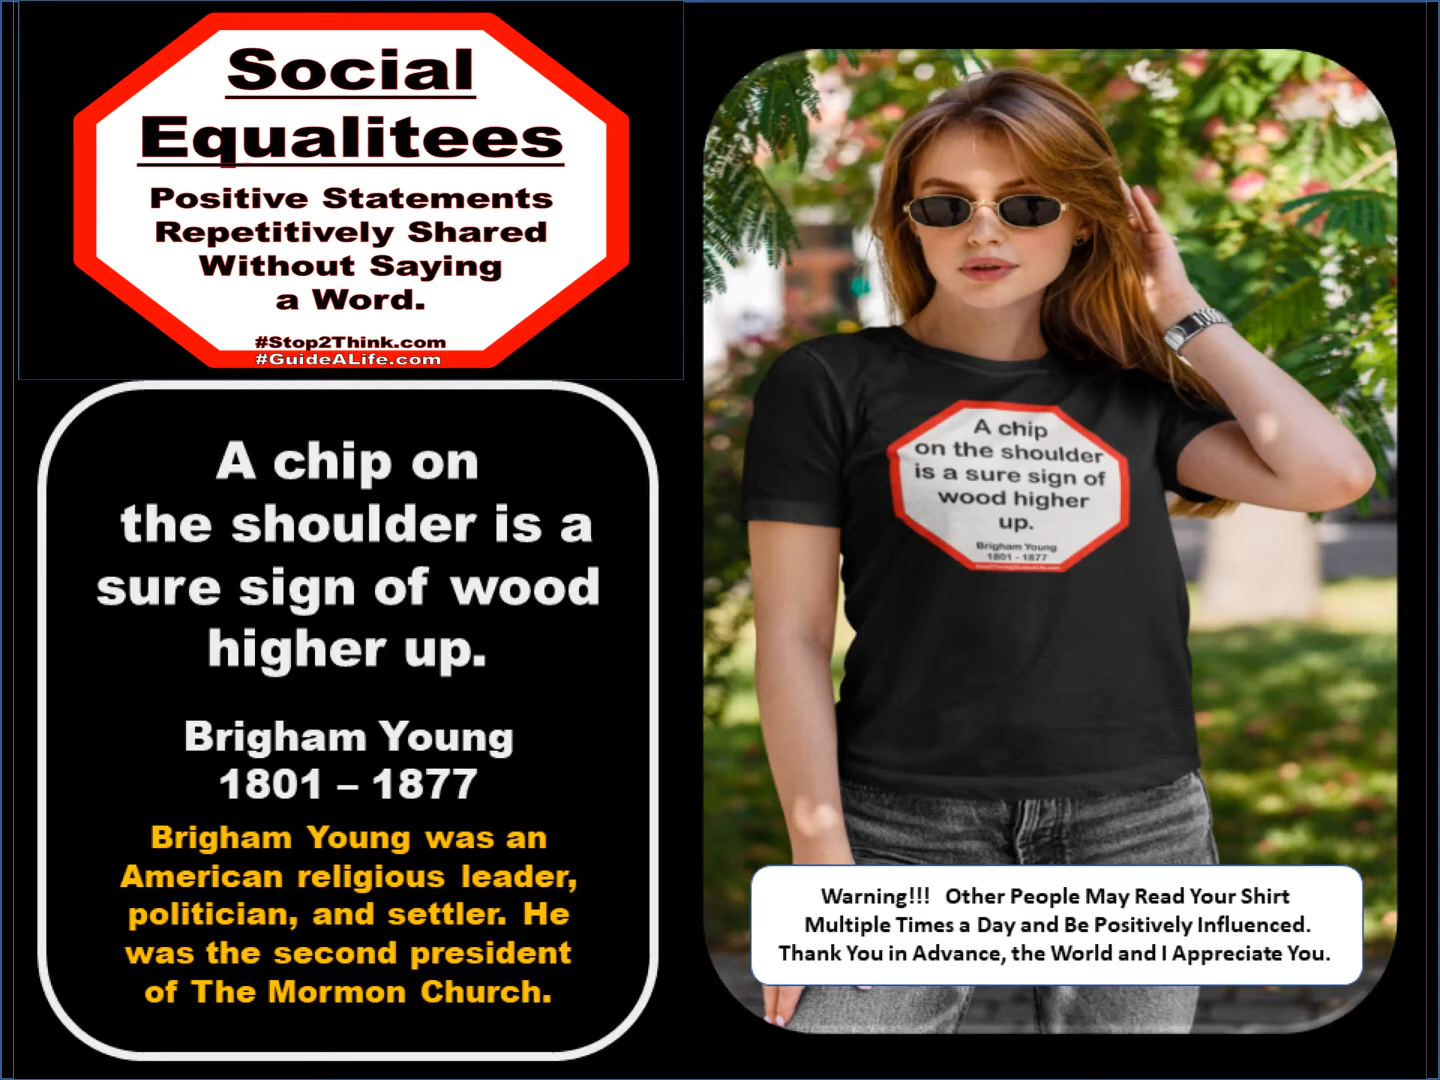 Social
Equalitees
Positive Statements
Repetitively Shared
Without Saying
a Word.
#Stop2Think.com
#GuideALife.com
A chip on
the shoulder is a
sure sign of wood
higher up.
Brigham Young
1801 – 1877
Brigham Young was an
American religious leader,
politician, and settler. He
was the second president
of The Mormon Church.
A chip
on the shoulder
is a sure sign of
wood higher
up.
Brigham Young
1801 - 1877
Warning!!! Other People May Read Your Shirt
Multiple Times a Day and Be Positively Influenced.
Thank You in Advance, the World and I Appreciate You.